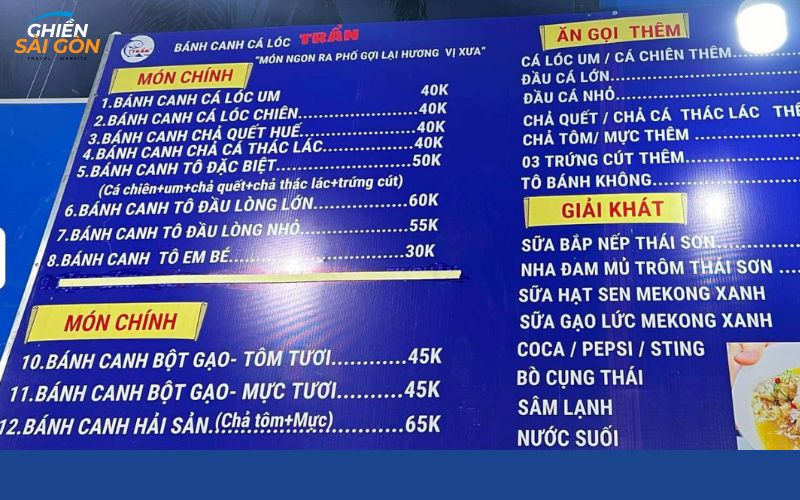 GHIỀN
SÀI GÒN
TRAVEL - WEBSITE
TRẦN
BÁNH CANH CÁ LÓC TRẦN
"MÓN NGON RA PHỐ GỢI LẠI HƯƠNG VỊ XƯA"
MÓN CHÍNH
1.BÁNH CANH CÁ LÓC UM 40K
2.BÁNH CANH CÁ LÓC CHIÊN.....................40K
3.BÁNH CANH CHẢ QUẾT HUẾ 40K
4.BÁNH CANH CHẢ CÁ THÁC LÁC...............40K
5.BÁNH CANH TÔ ĐẶC BIỆT.......................50K
(Cá chiên+um+chả quết+chả thác lác+trứng cút)
6.BÁNH CANH TÔ ĐẦU LÒNG LỚN................60K
7.BÁNH CANH TÔ ĐẦU LÒNG NHỎ..................55K
8.BÁNH CANH TÔ EM BÉ.............................30K
MÓN CHÍNH
10.BÁNH CANH BỘT GẠO- TÔM TƯƠI............45K
11.BÁNH CANH BỘT GẠO- MỰC TƯƠI...........45K
12.BÁNH CANH HẢI SẢN.(Chả tôm+Mực)..........65K
ĂN GỌI THÊM
CÁ LÓC UM / CÁ CHIÊN THÊM............
ĐẦU CÁ LỚN...............................
ĐẦU CÁ NHỎ
CHẢ QUẾT / CHẢ CÁ THÁC LÁC
CHẢ TÔM/ MỰC THÊM ....................
03 TRỨNG CÚT THÊM.....................
TÔ BÁNH KHÔNG..........................
GIẢI KHÁT
SỮA BẮP NẾP THÁI SƠN...............
NHA ĐAM MỦ TRÔM THÁI SƠN ........
SỮA HẠT SEN MEKONG XANH
SỮA GẠO LỨC MEKONG XANH
COCA / PEPSI / STING
BÒ CỤNG THÁI
SÂM LẠNH
NƯỚC SUỐI